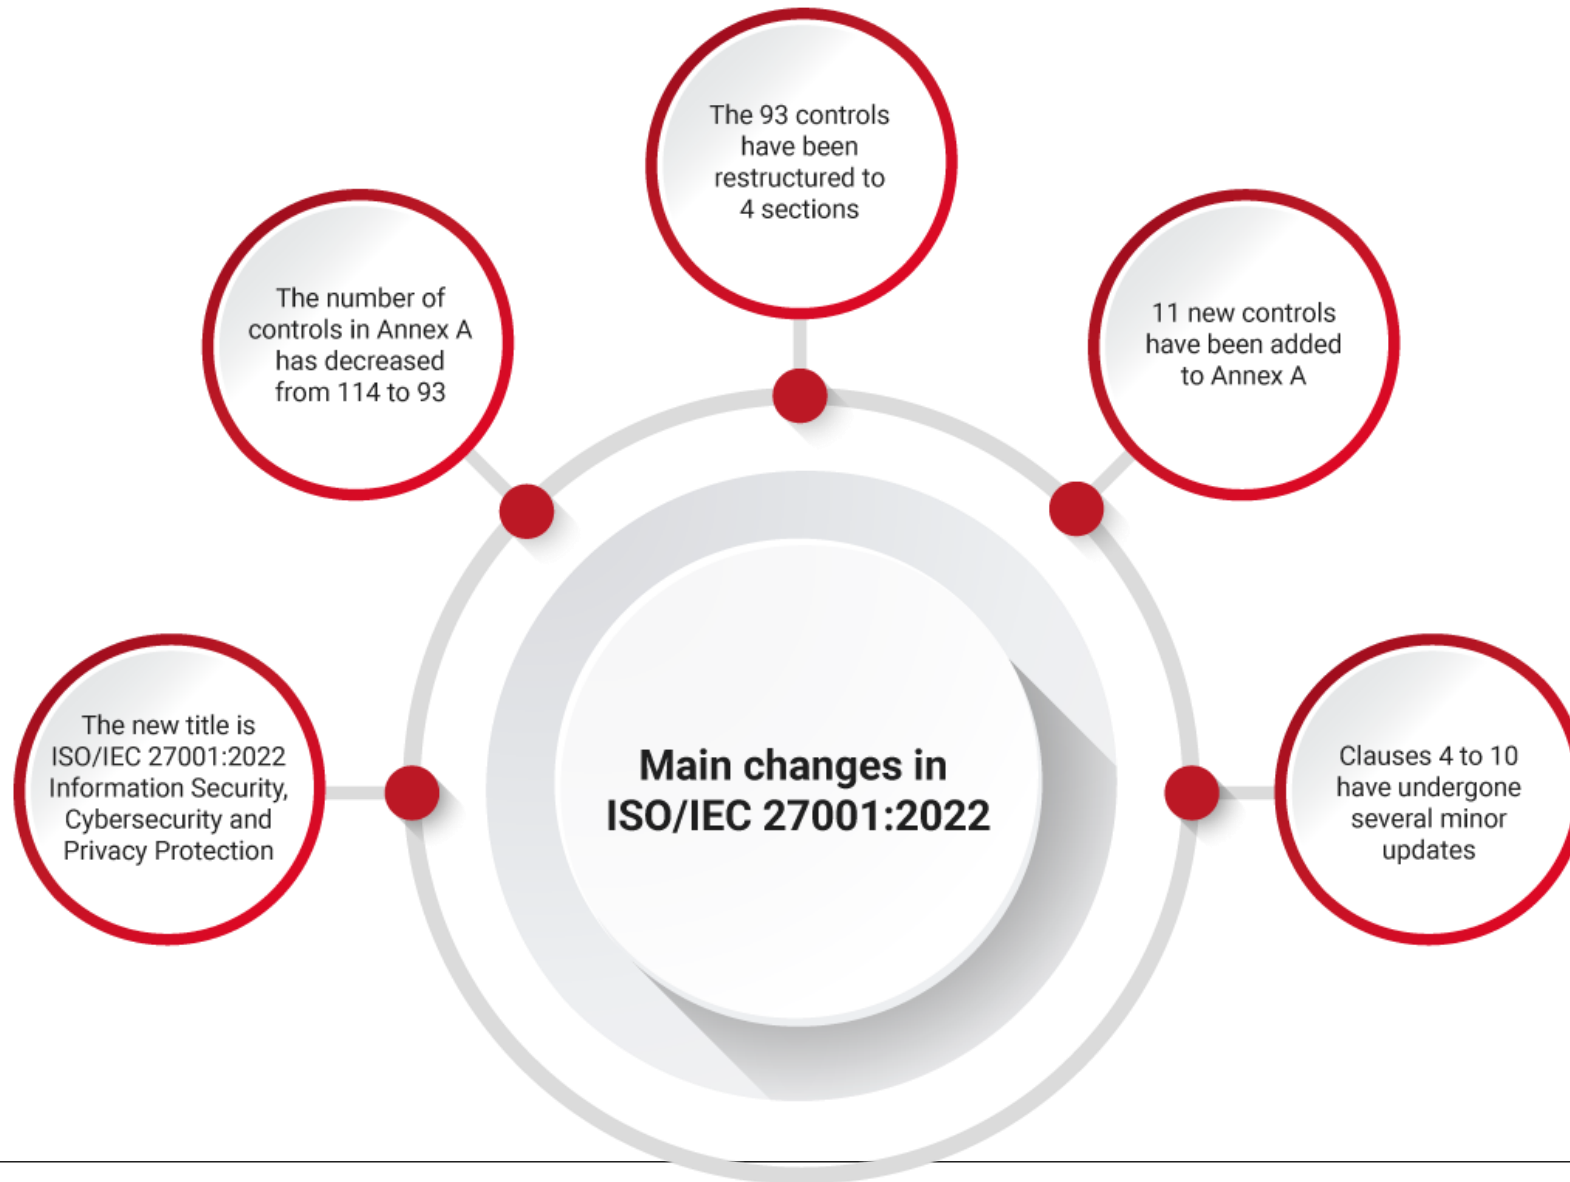 The 93 controls
have been
restructured to
4 sections
The number of
controls in Annex A
has decreased
from 114 to 93
11 new controls
have been added
to Annex A
The new title is
ISO/IEC 27001:2022
Information Security,
Cybersecurity and
Privacy Protection
Main changes in
ISO/IEC 27001:2022
Clauses 4 to 10
have undergone
several minor
updates